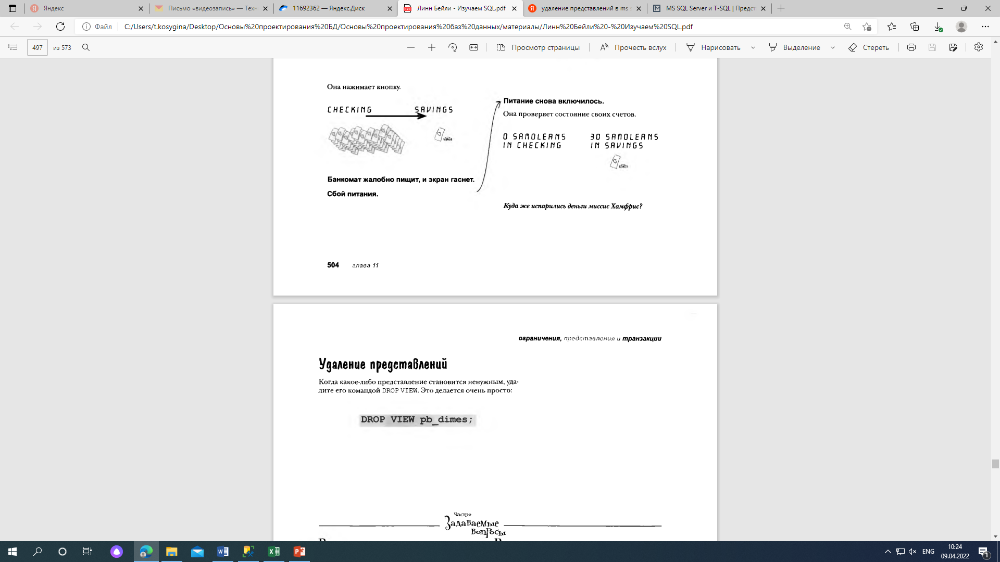 Яндекс
Письмо «видеозапись» — Техн
11692362 — Яндекс.Диск
Линн Бейли - Изучаем SQL.pdf
удаление представлений в ms s
MS SQL Server и T-SQL | Предст
Файл
C:/Users/t.kosygina/Desktop/Основы%20проектирования%20БД/Основы%20проектирования%20баз%20данных/материалы/Линн%20Бейли%20-%20Изучаем%20SQL.pdf
497 из 573
Просмотр страницы
Прочесть вслух
Нарисовать
Выделение
Стереть
Она нажимает кнопку.
CHECKING SAVINGS
Банкомат жалобно пищит, и экран гаснет.
Сбой питания.
Питание снова включилось.
Она проверяет состояние своих счетов.
0 SAMOLEANS 30 SAMOLEANS
IN CHECKING IN SAVINGS
Куда же испарились деньги миссис Хамфрис?
504 глава 11
ограничения, представления и транзакции
Удаление представлений
Когда какое-либо представление становится ненужным, уда-
лите его командой DROP VIEW. Это делается очень просто:
DROP VIEW pb_dimes;
Часто
Задаваемые
Вопросы
ENG
10:24
09.04.2022
1